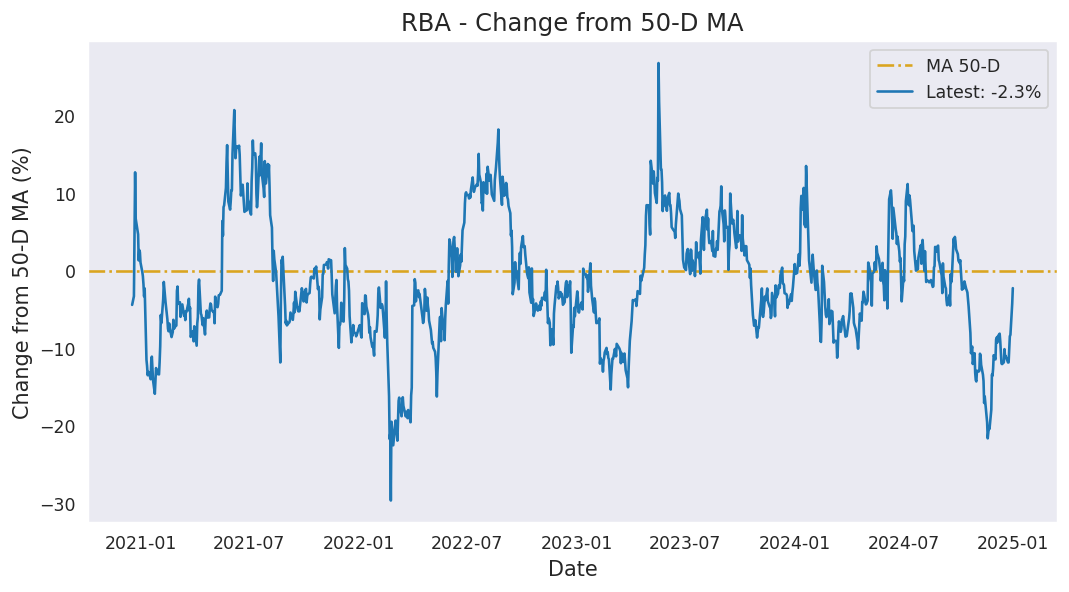 RBA - Change from 50-D MA
MA 50-D
Latest: -2.3%
Change from 50-D MA (%)
20
10
0
−10
−20
−30
2021-01 2021-07 2022-01 2022-07 2023-01 2023-07 2024-01 2024-07 2025-01
Date